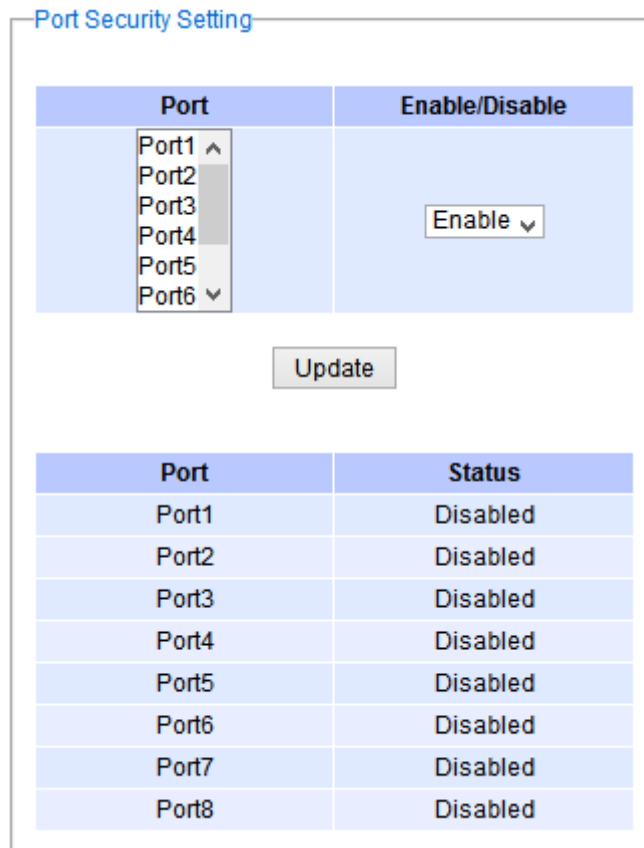 Port Security Setting
Port Enable/Disable
Port1
Port2
Port3
Port4
Port5
Port6
Enable
Update
Port Status
Port1 Disabled
Port2 Disabled
Port3 Disabled
Port4 Disabled
Port5 Disabled
Port6 Disabled
Port7 Disabled
Port8 Disabled